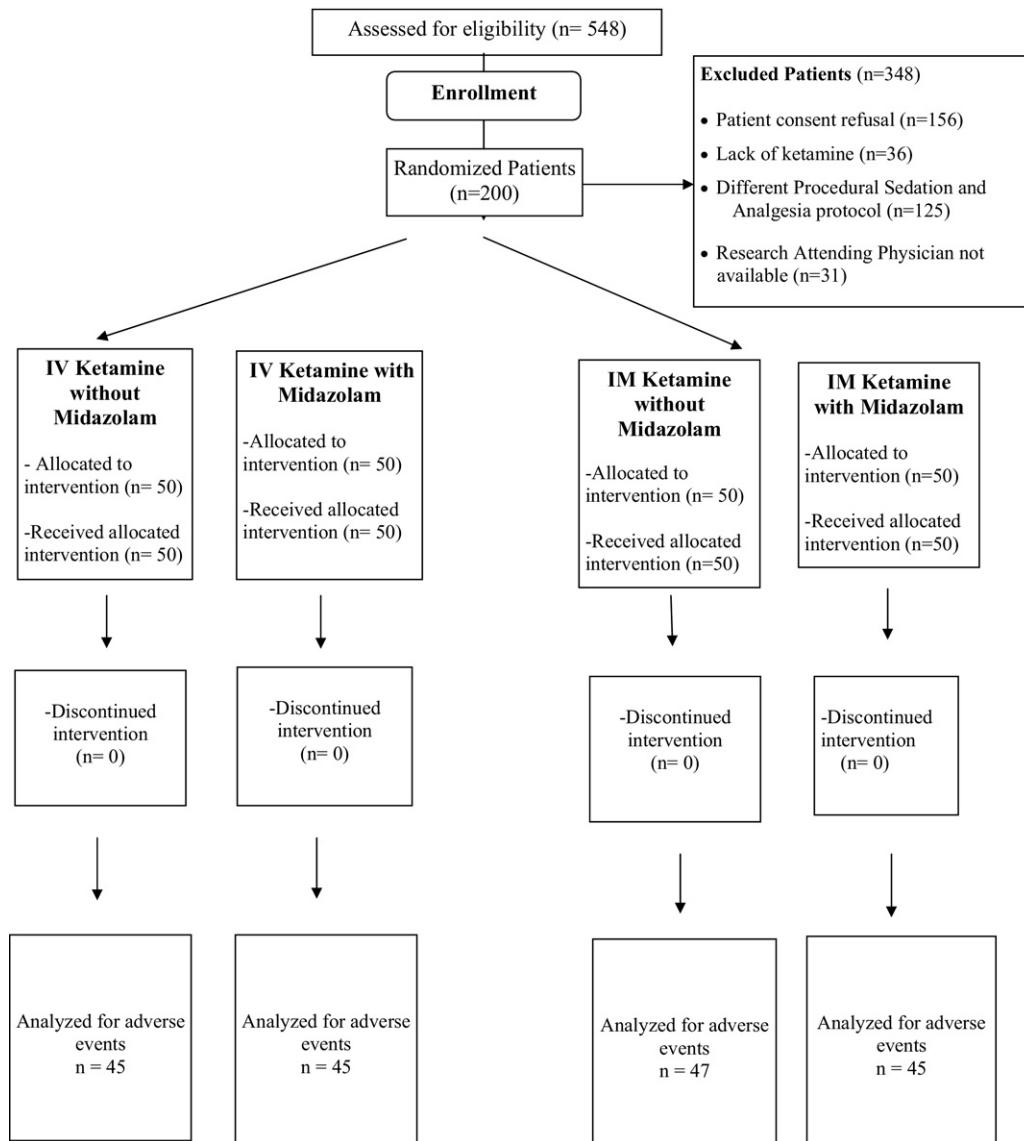 Assessed for eligibility (n= 548)
Enrollment
Randomized Patients
(n=200)
Excluded Patients (n=348)
• Patient consent refusal (n=156)
• Lack of ketamine (n=36)
• Different Procedural Sedation and
Analgesia protocol (n=125)
• Research Attending Physician not
available (n=31)
IV Ketamine
without
Midazolam
- Allocated to
intervention (n= 50)
-Received allocated
intervention (n= 50)
IV Ketamine with
Midazolam
-Allocated to
intervention (n= 50)
-Received allocated
intervention (n= 50)
IM Ketamine
without
Midazolam
-Allocated to
intervention (n= 50)
-Received allocated
intervention (n=50)
IM Ketamine
with Midazolam
-Allocated to
intervention (n=50)
-Received allocated
intervention (n=50)
-Discontinued
intervention
(n= 0)
-Discontinued
intervention
(n= 0)
-Discontinued
intervention
(n= 0)
-Discontinued
intervention
(n= 0)
Analyzed for adverse
events
n = 45
Analyzed for adverse
events
n = 45
Analyzed for adverse
events
n = 47
Analyzed for adverse
events
n = 45